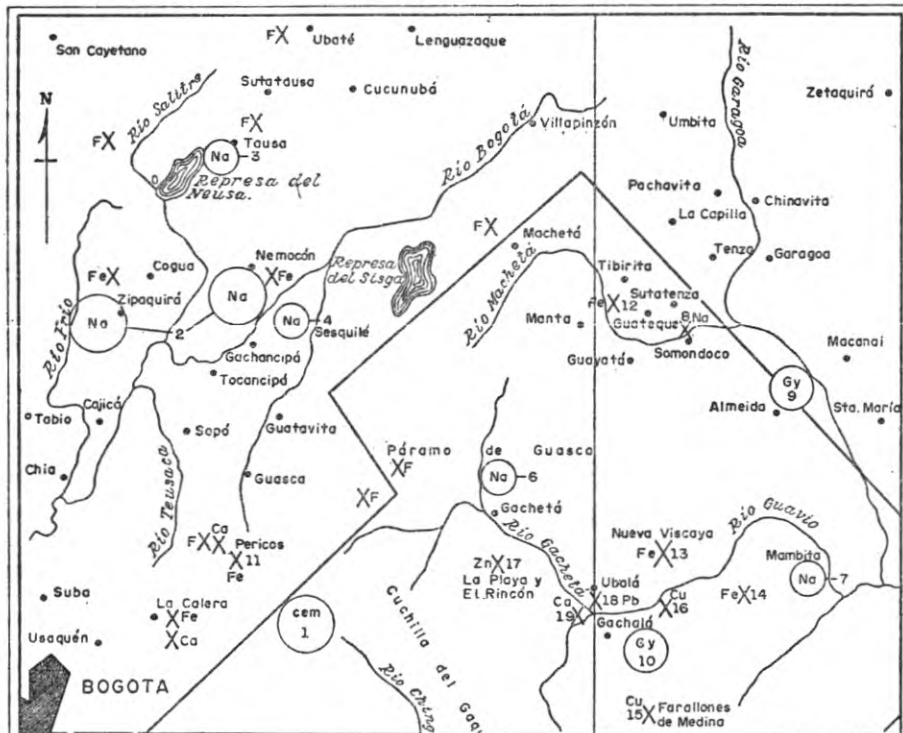 San Cayetano
F
Ubaté
Lenguazaque
Río Salitre
Sutatausa
Cucunubá
Zetaquirá
N
F
F
Tausa
Na
3
Represa del
Neusa.
Río Bogotá
Villapinzón
Umbita
Río Garagoa
Pachavita
Chinavita
La Capilla
F
Machetá
Tenza
Garagoa
Fe
Cogua
Nemocón
Fe
Na
Represa
del Sisga
Río Machetá
Tibirita
Fe
12
Sutatenza
Zipaquirá
Na
2
Na
4
Sesquilé
Manta
Guateque
8 Na
Río Frío
Gachancipá
Guayatá
Somondoco
Macanal
Tocancipá
Gy
9
Tabio
Cajicá
Sopó
Guatavita
Almeida
Sta. María
Páramo
de
Guasca
F
Chia
Guasca
Na
6
F
Gachetá
Río Teusaca
Río Gachetá
Río Guavio
F
Ca
Pericos
11
Fe
Nueva Viscaya
Fe
13
Zn
17
La Playa y
El Rincón
Mambita
Na
7
Suba
Ubalá
18 Pb
Cu
16
Fe
14
La Calera
Fe
cem
1
Ca
19
Gachalá
Usaquén
Ca
Gy
10
Cuchilla del
BOGOTA
Cu
15
Farallones
de Medina